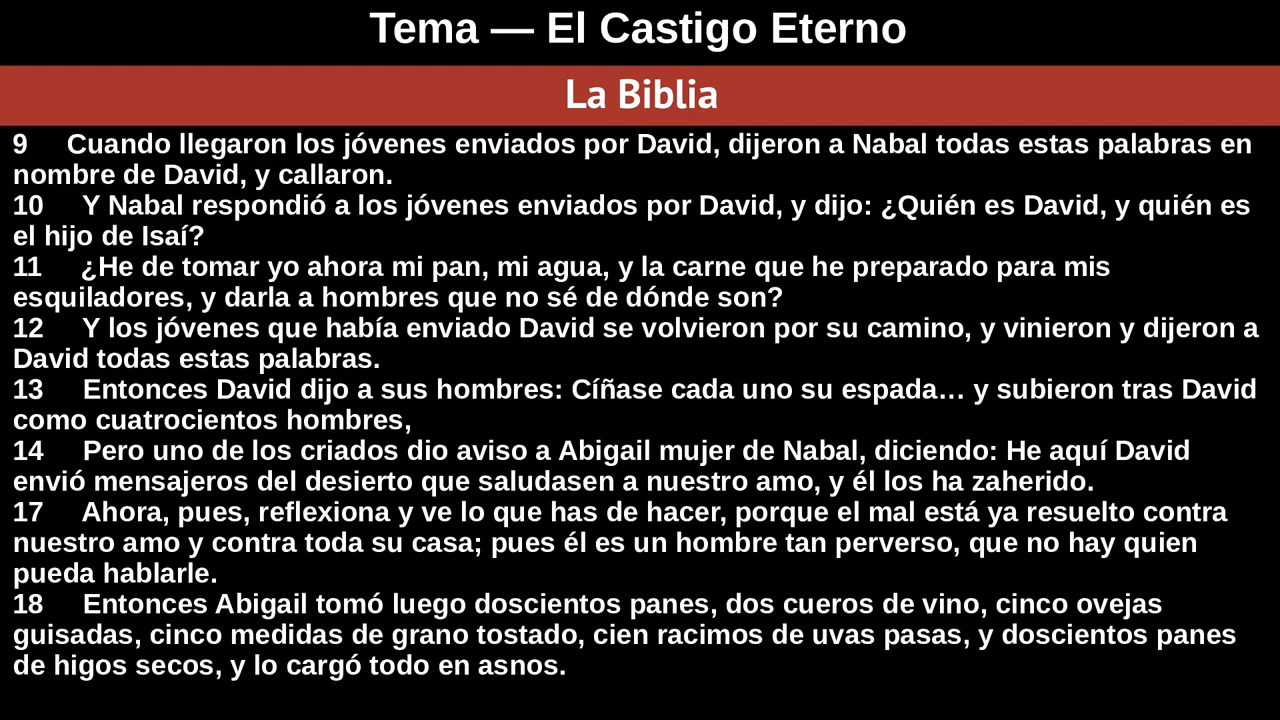 Tema — El Castigo Eterno
La Biblia
9 Cuando llegaron los jóvenes enviados por David, dijeron a Nabal todas estas palabras en
nombre de David, y callaron.
10 Y Nabal respondió a los jóvenes enviados por David, y dijo: ¿Quién es David, y quién es
el hijo de Isaí?
11 ¿He de tomar yo ahora mi pan, mi agua, y la carne que he preparado para mis
esquiladores, y darla a hombres que no sé de dónde son?
12 Y los jóvenes que había enviado David se volvieron por su camino, y vinieron y dijeron a
David todas estas palabras.
13 Entonces David dijo a sus hombres: Cíñase cada uno su espada… y subieron tras David
como cuatrocientos hombres,
14 Pero uno de los criados dio aviso a Abigail mujer de Nabal, diciendo: He aquí David
envió mensajeros del desierto que saludasen a nuestro amo, y él los ha zaherido.
17 Ahora, pues, reflexiona y ve lo que has de hacer, porque el mal está ya resuelto contra
nuestro amo y contra toda su casa; pues él es un hombre tan perverso, que no hay quien
pueda hablarle.
18 Entonces Abigail tomó luego doscientos panes, dos cueros de vino, cinco ovejas
guisadas, cinco medidas de grano tostado, cien racimos de uvas pasas, y doscientos panes
de higos secos, y lo cargó todo en asnos.